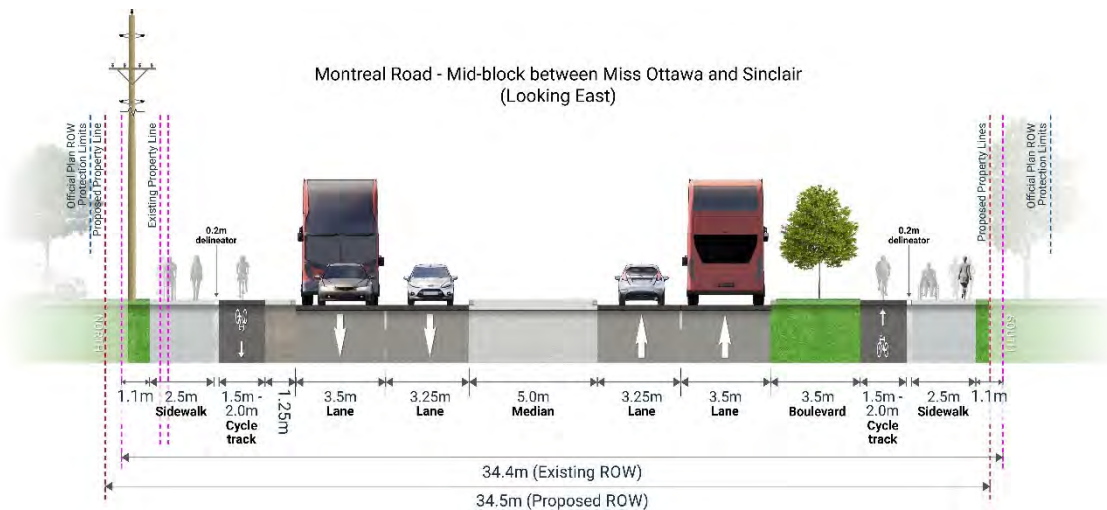 Montreal Road - Mid-block between Miss Ottawa and Sinclair
(Looking East)
Official Plan ROW
Protection Limits
Proposed Property Line
Existing Property Line
0.2m
delineator
0.2m
delineator
Proposed Property Lines
Official Plan ROW
Protection Limits
NORTH
SOUTH
1.1m
2.5m
Sidewalk
1.5m -
2.0m
Cycle
track
1.25m
3.5m
Lane
3.25m
Lane
5.0m
Median
3.25m
Lane
3.5m
Lane
3.5m
Boulevard
1.5m -
2.0m
Cycle
track
2.5m
Sidewalk
1.1m
34.4m (Existing ROW)
34.5m (Proposed ROW)